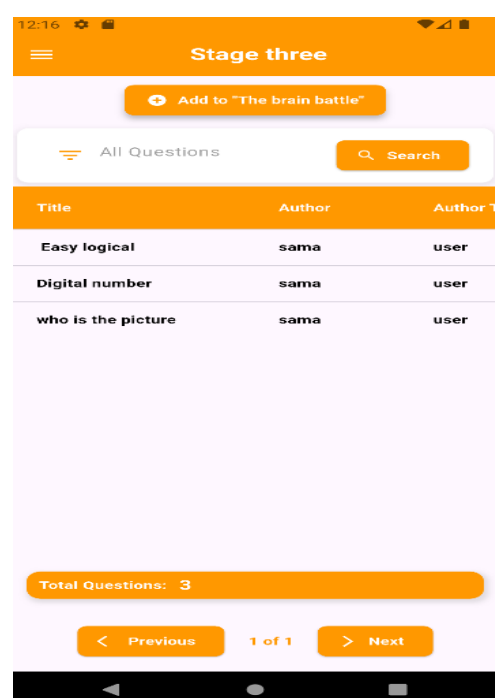 12:16
Stage three
Add to "The brain battle"
All Questions Search
Title Author Author T
Easy logical sama user
Digital number sama user
who is the picture sama user
Total Questions: 3
Previous 1 of 1 Next